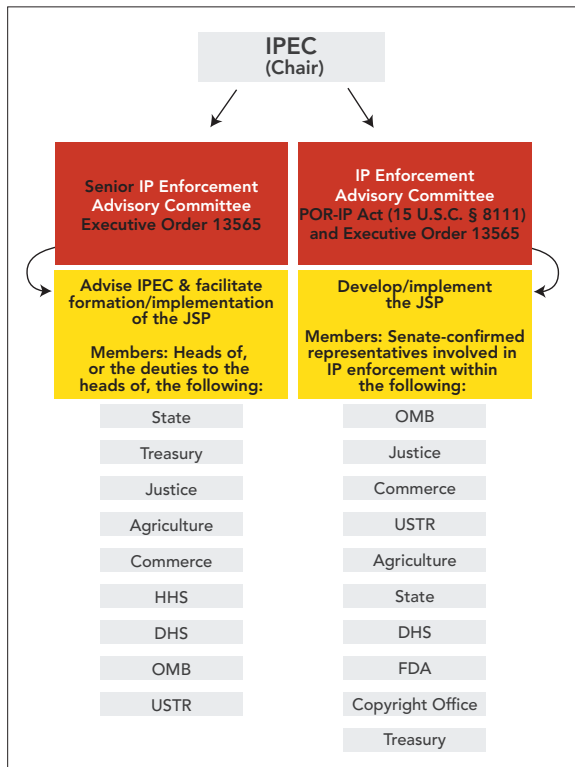 IPEC
(Chair)
Senior IP Enforcement
Advisory Committee
Executive Order 13565
Advise IPEC & facilitate
formation/implementation
of the JSP
Members: Heads of,
or the deuties to the
heads of, the following:
State
Treasury
Justice
Agriculture
Commerce
HHS
DHS
OMB
USTR
IP Enforcement
Advisory Committee
POR-IP Act (15 U.S.C. § 8111)
and Executive Order 13565
Develop/implement
the JSP
Members: Senate-confirmed
representatives involved in
IP enforcement within
the following:
OMB
Justice
Commerce
USTR
Agriculture
State
DHS
FDA
Copyright Office
Treasury